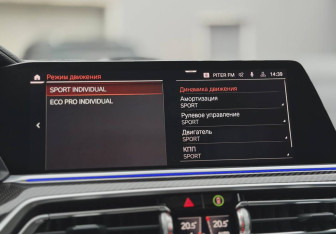 PITER FM 14:38
Режим движения
SPORT INDIVIDUAL
ECO PRO INDIVIDUAL
Динамика движения
Амортизация
SPORT
Рулевое управление
SPORT
Двигатель
SPORT
КПП
SPORT
20.5
20.5